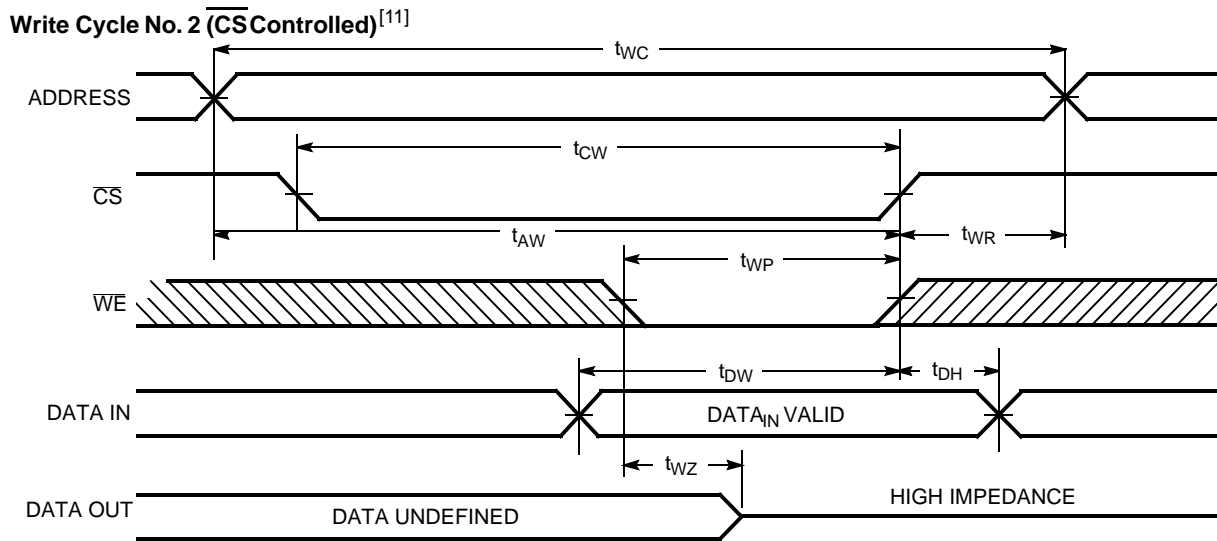 Write Cycle No. 2 (CS Controlled)[11]
tWC
ADDRESS
tCW
CS
tAW
tWR
tWP
WE
tDW
tDH
DATA IN
DATAIN VALID
tWZ
HIGH IMPEDANCE
DATA OUT
DATA UNDEFINED